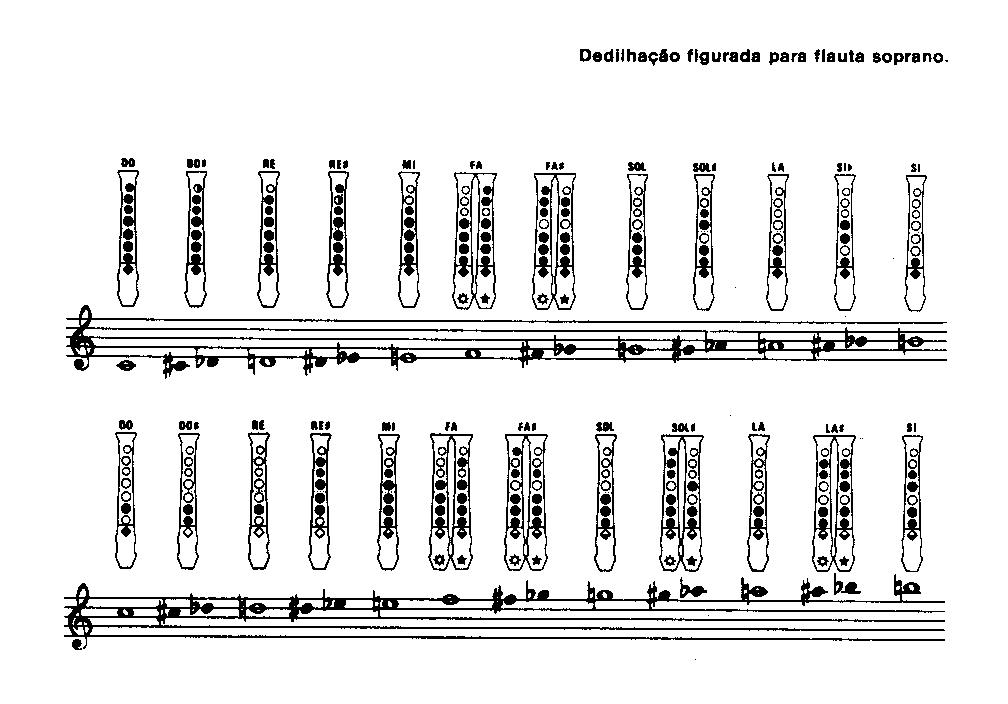 Dedilhação figurada para flauta soprano.
DO DO♯ RE RE♯ MI FA FA♯ SOL SOL♯ LA SI♭ SI
DO DO♯ RE RE♯ MI FA FA♯ SOL SOL♯ LA LA♯ SI